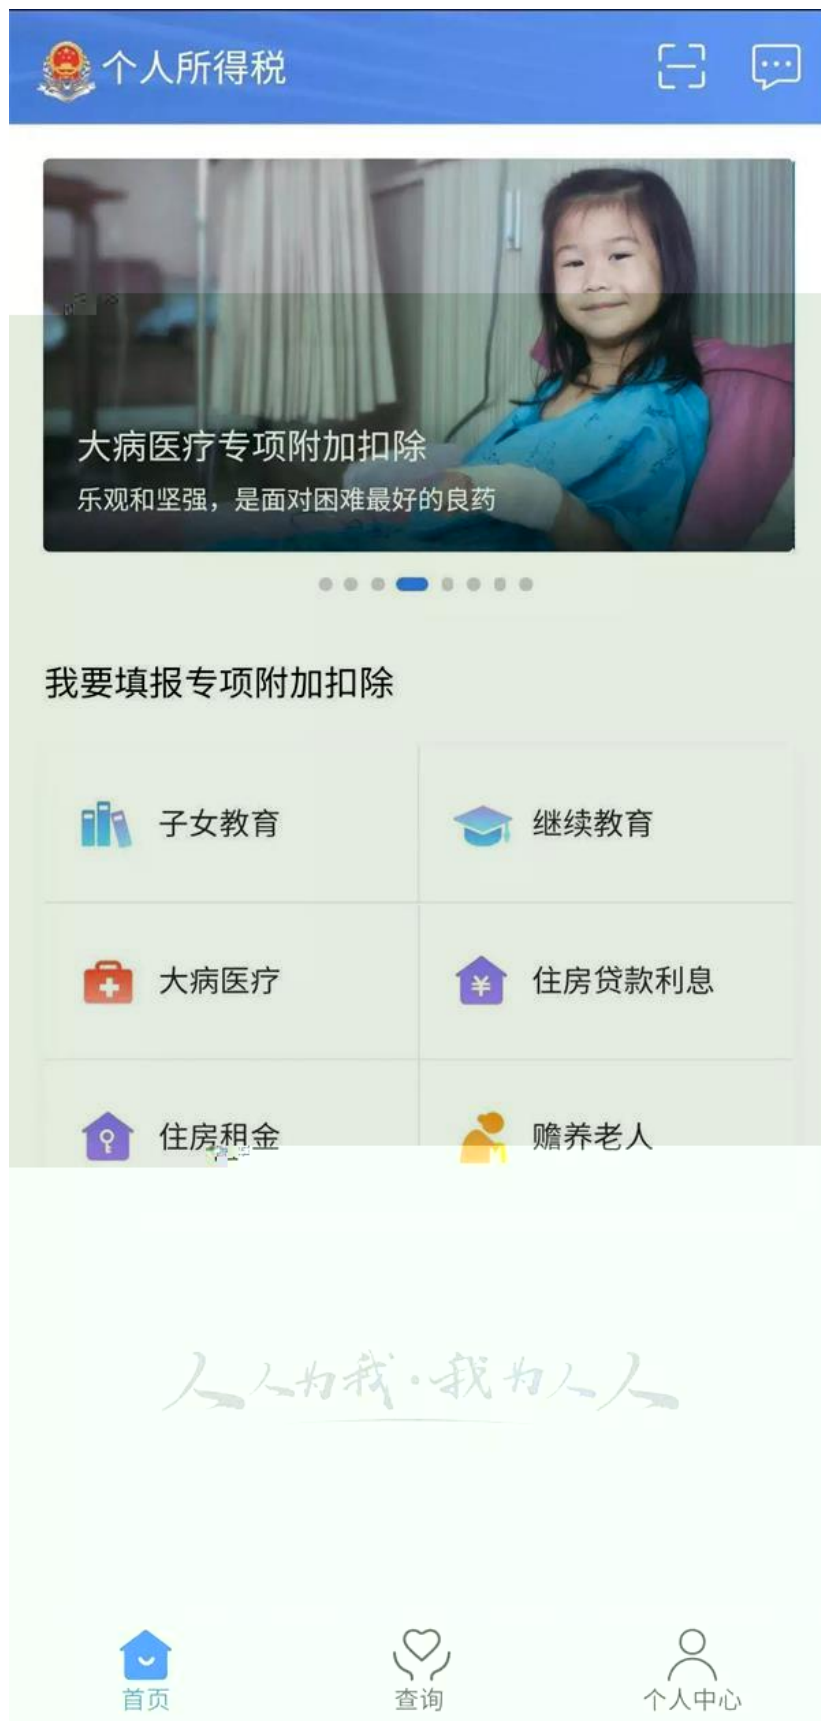 个人所得税
大病医疗专项附加扣除
乐观和坚强，是面对困难最好的良药
我要填报专项附加扣除
子女教育
继续教育
大病医疗
住房贷款利息
住房租金
赡养老人
人人为我·我为人人
首页
查询
个人中心